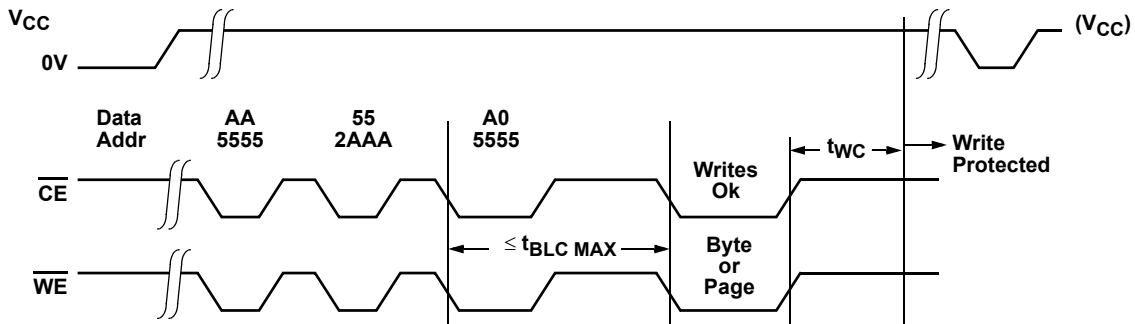 VCC
(VCC)
0V
Data AA 55 A0
Addr 5555 2AAA 5555
tWC
Write
Protected
CE
Writes
Ok
≤ tBLC MAX
Byte
or
Page
WE